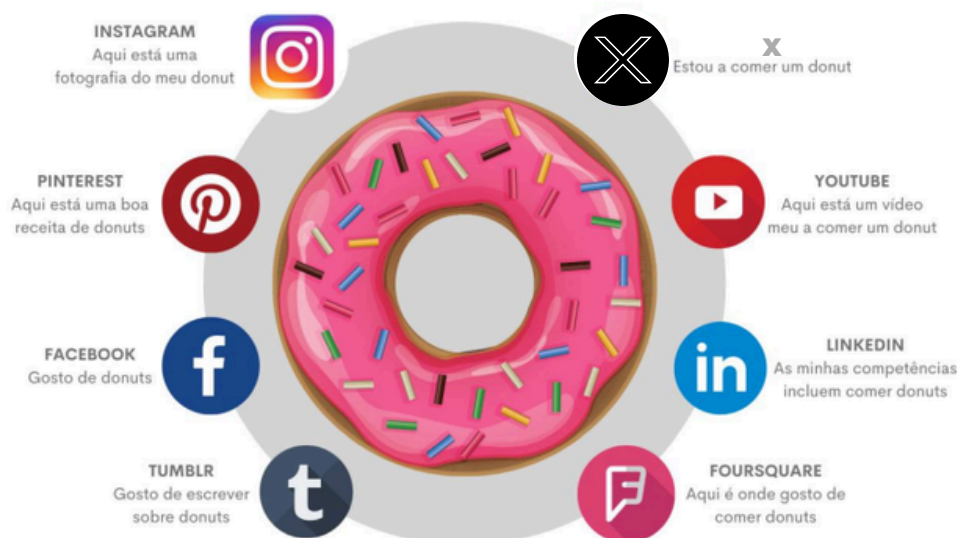 INSTAGRAM
Aqui está uma
fotografia do meu donut
X
Estou a comer um donut
PINTEREST
Aqui está uma boa
receita de donuts
YOUTUBE
Aqui está um vídeo
meu a comer um donut
FACEBOOK
Gosto de donuts
f
LINKEDIN
As minhas competências
incluem comer donuts
in
TUMBLR
Gosto de escrever
sobre donuts
t
FOURSQUARE
Aqui é onde gosto de
comer donuts